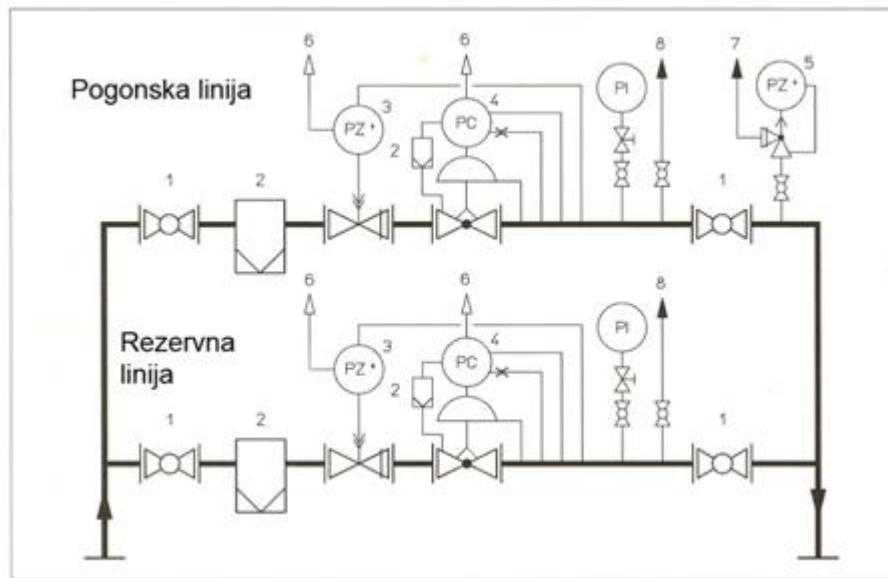 6 6 8 7
Pogonska linija
3 4 PI 5
PZ+ PC PZ+
2
1 2 1
6 6 8
Rezervna
linija
3 4 PI
PZ+ PC
2
1 2 1